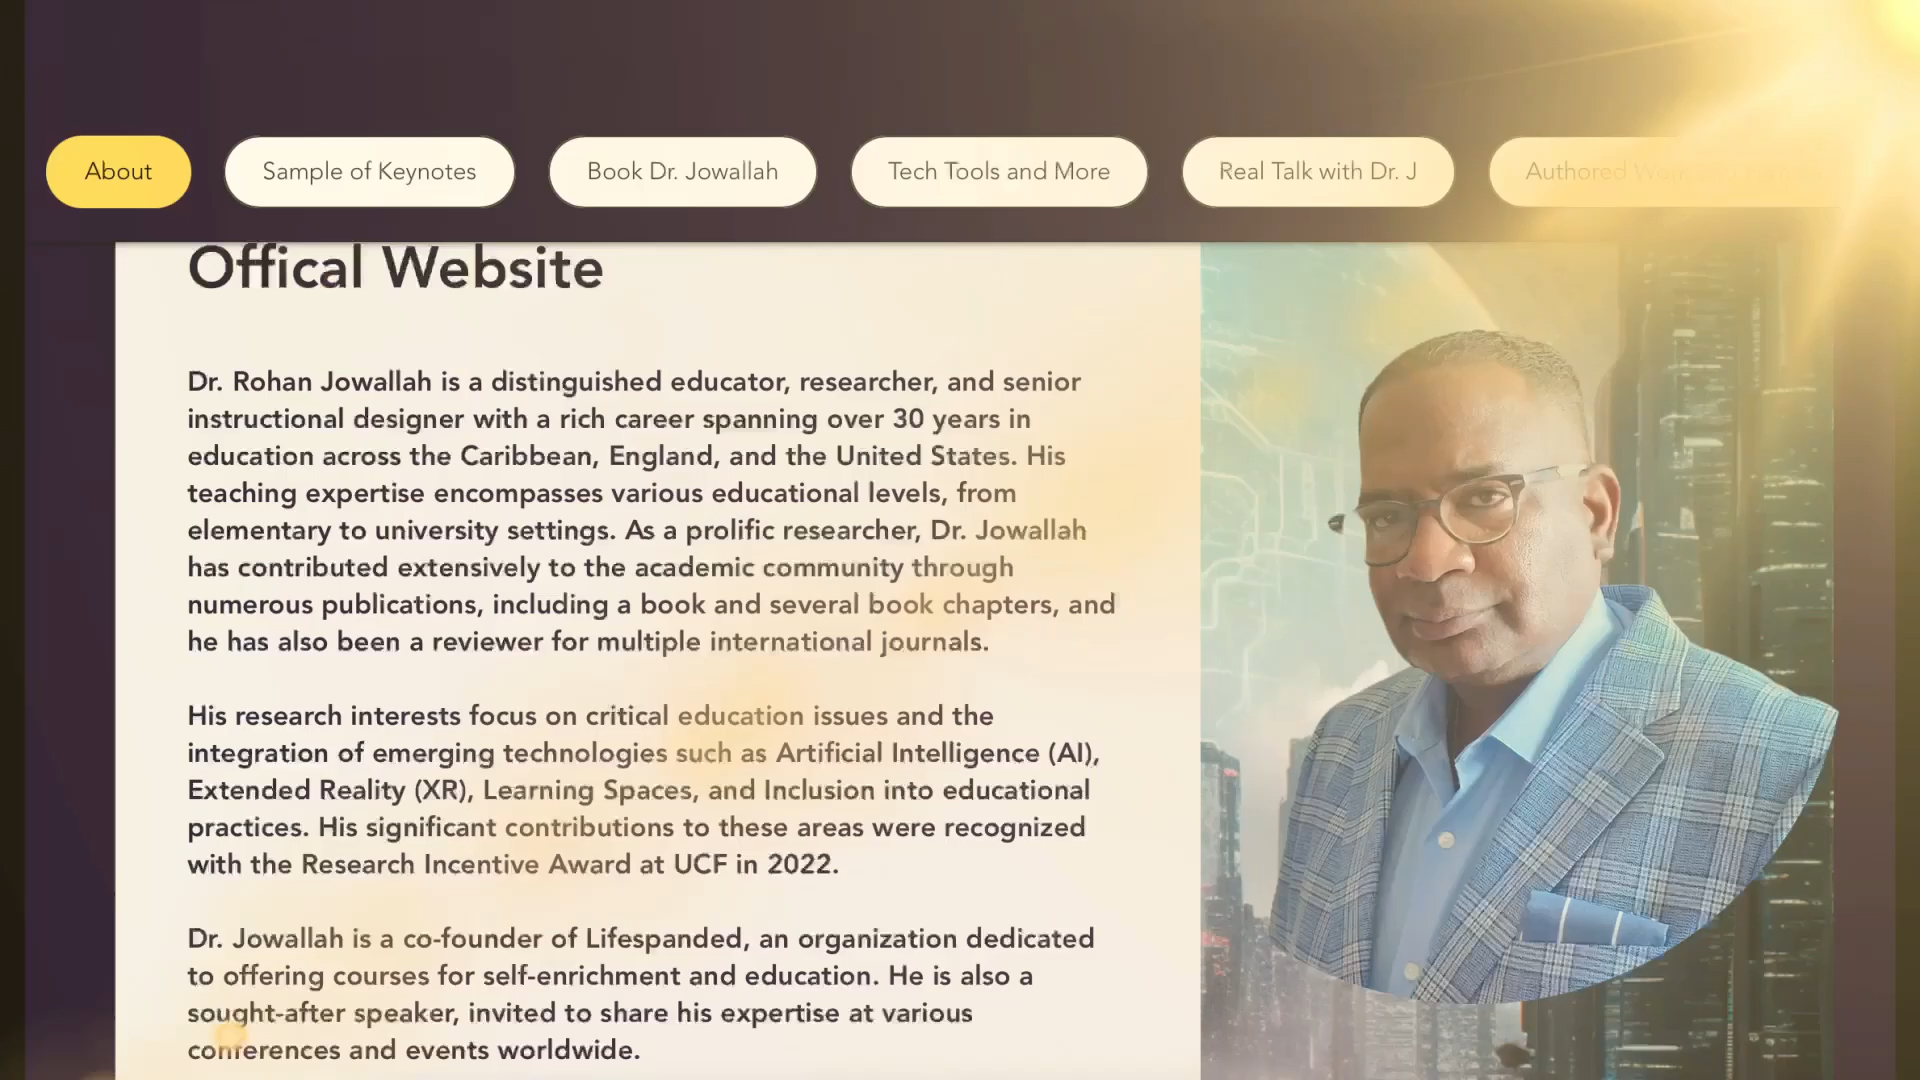 About
Sample of Keynotes
Book Dr. Jowallah
Tech Tools and More
Real Talk with Dr. J
Authored
Offical Website
Dr. Rohan Jowallah is a distinguished educator, researcher, and senior
instructional designer with a rich career spanning over 30 years in
education across the Caribbean, England, and the United States. His
teaching expertise encompasses various educational levels, from
elementary to university settings. As a prolific researcher, Dr. Jowallah
has contributed extensively to the academic community through
numerous publications, including a book and several book chapters, and
he has also been a reviewer for multiple international journals.
His research interests focus on critical education issues and the
integration of emerging technologies such as Artificial Intelligence (AI),
Extended Reality (XR), Learning Spaces, and Inclusion into educational
practices. His significant contributions to these areas were recognized
with the Research Incentive Award at UCF in 2022.
Dr. Jowallah is a co-founder of Lifespanded, an organization dedicated
to offering courses for self-enrichment and education. He is also a
sought-after speaker, invited to share his expertise at various
conferences and events worldwide.